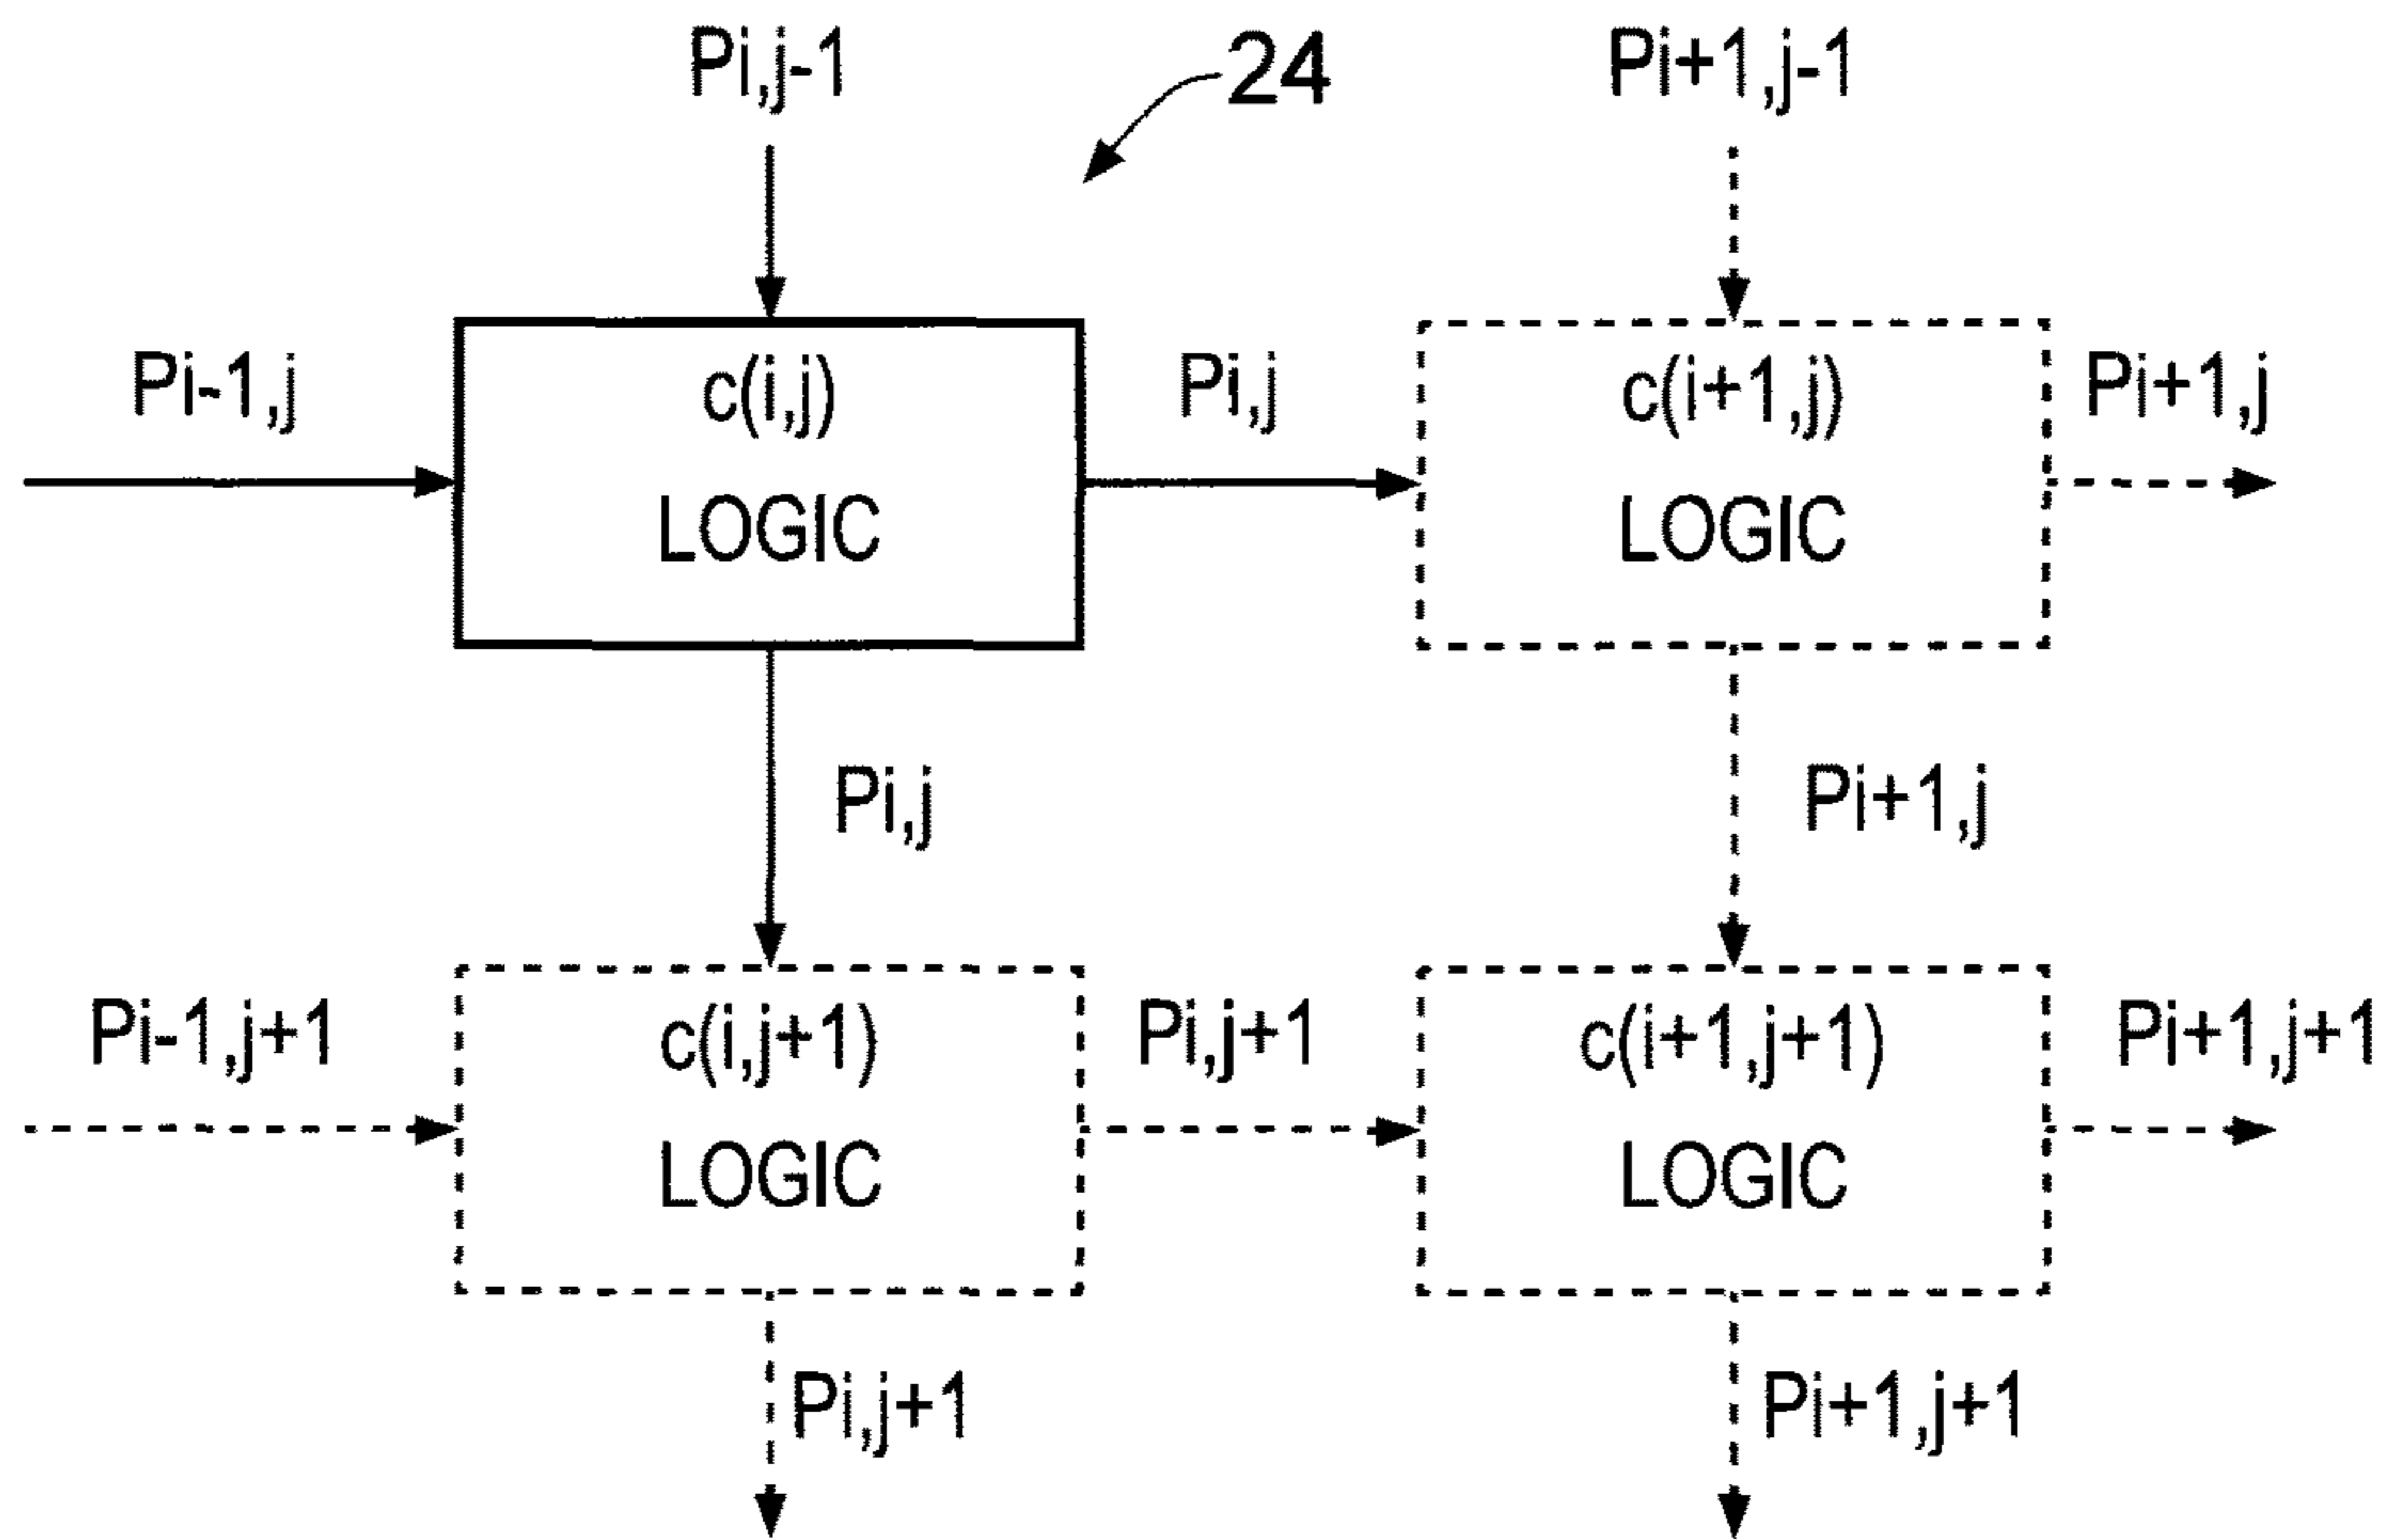 Pi,j-1
24
Pi+1,j-1
Pi-1,j
c(i,j)
LOGIC
Pi,j
c(i+1,j)
LOGIC
Pi+1,j
Pi,j
Pi+1,j
Pi-1,j+1
c(i,j+1)
LOGIC
Pi,j+1
c(i+1,j+1)
LOGIC
Pi+1,j+1
Pi,j+1
Pi+1,j+1